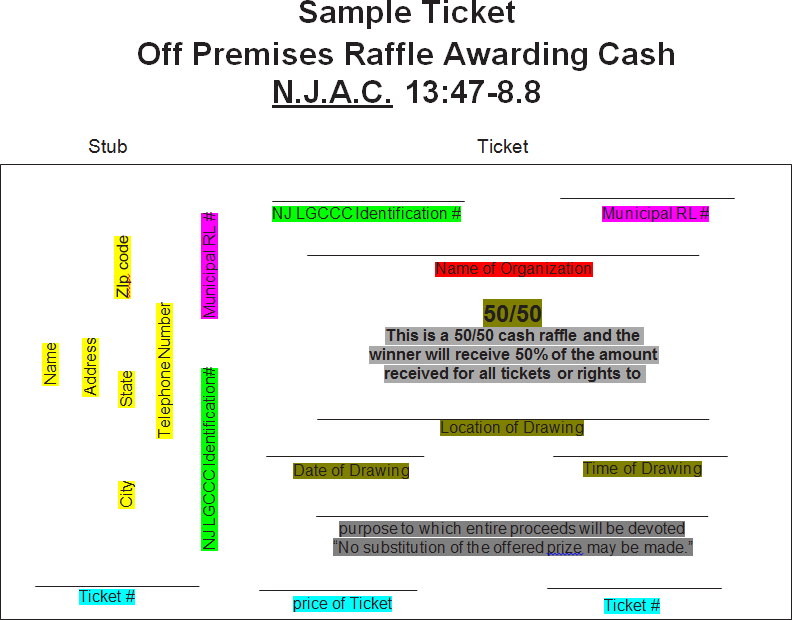 Sample Ticket
Off Premises Raffle Awarding Cash
N.J.A.C. 13:47-8.8
Stub
Ticket
Name
Address
ZIp code
State
City
Telephone Number
Municipal RL #
NJ LGCCC Identification#
Ticket #
NJ LGCCC Identification #
Municipal RL #
Name of Organization
50/50
This is a 50/50 cash raffle and the
winner will receive 50% of the amount
received for all tickets or rights to
Location of Drawing
Date of Drawing
Time of Drawing
purpose to which entire proceeds will be devoted
“No substitution of the offered prize may be made.”
price of Ticket
Ticket #